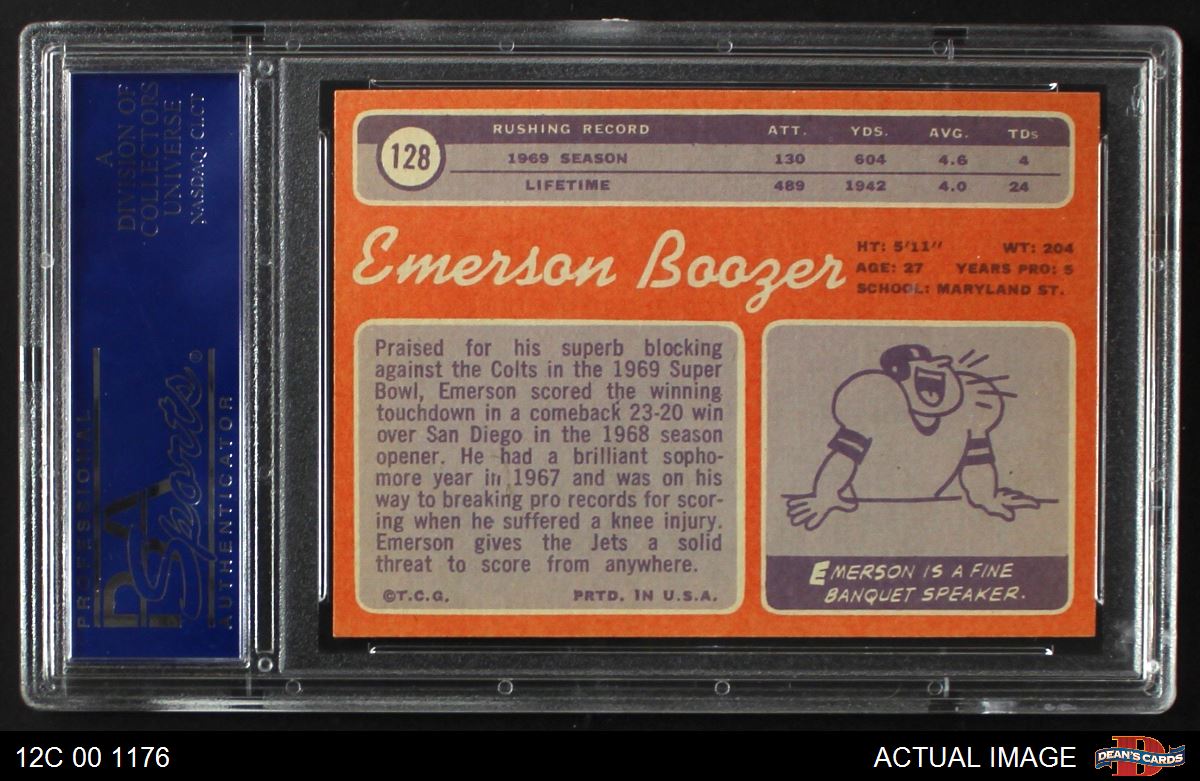 A
DIVISION OF
COLLECTORS
UNIVERSE
NASDAQ: CLCT
PROFESSIONAL
PSA
Sports®
AUTHENTICATOR
128
RUSHING RECORD ATT. YDS. AVG. TDs
1969 SEASON 130 604 4.6 4
LIFETIME 489 1942 4.0 24
Emerson Boozer
HT: 5'11" WT: 204
AGE: 27 YEARS PRO: 5
SCHOOL: MARYLAND ST.
Praised for his superb blocking
against the Colts in the 1969 Super
Bowl, Emerson scored the winning
touchdown in a comeback 23-20 win
over San Diego in the 1968 season
opener. He had a brilliant sopho-
more year in 1967 and was on his
way to breaking pro records for scor-
ing when he suffered a knee injury.
Emerson gives the Jets a solid
threat to score from anywhere.
©T.C.G. PRTD. IN U.S.A.
EMERSON IS A FINE
BANQUET SPEAKER.
12C 00 1176
ACTUAL IMAGE
D
DEAN'S CARDS